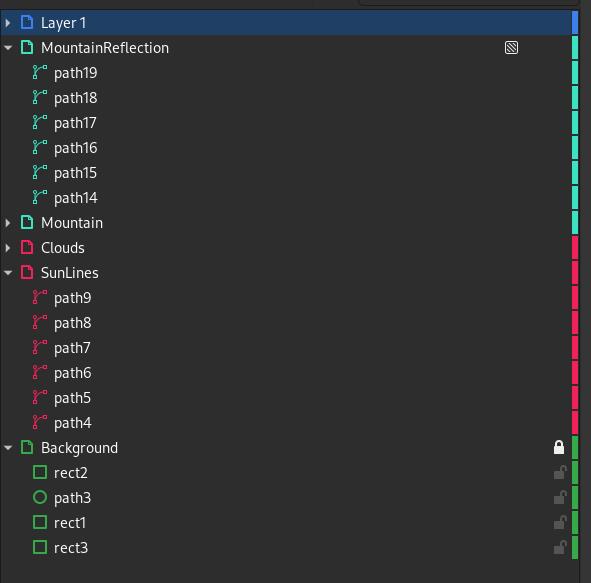 Layer 1
MountainReflection
path19
path18
path17
path16
path15
path14
Mountain
Clouds
SunLines
path9
path8
path7
path6
path5
path4
Background
rect2
path3
rect1
rect3